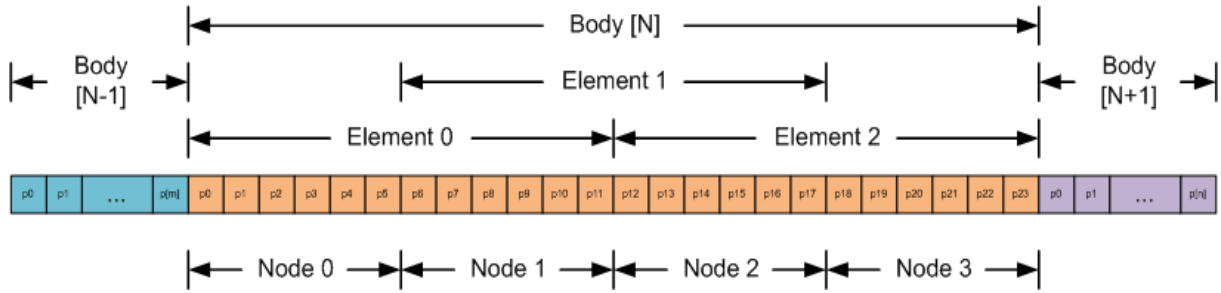 Body [N]
Body
[N-1]
Element 1
Body
[N+1]
Element 0 Element 2
p0 p1 ... p[m] p0 p1 p2 p3 p4 p5 p6 p7 p8 p9 p10 p11 p12 p13 p14 p15 p16 p17 p18 p19 p20 p21 p22 p23 p0 p1 ... p[n]
Node 0 Node 1 Node 2 Node 3